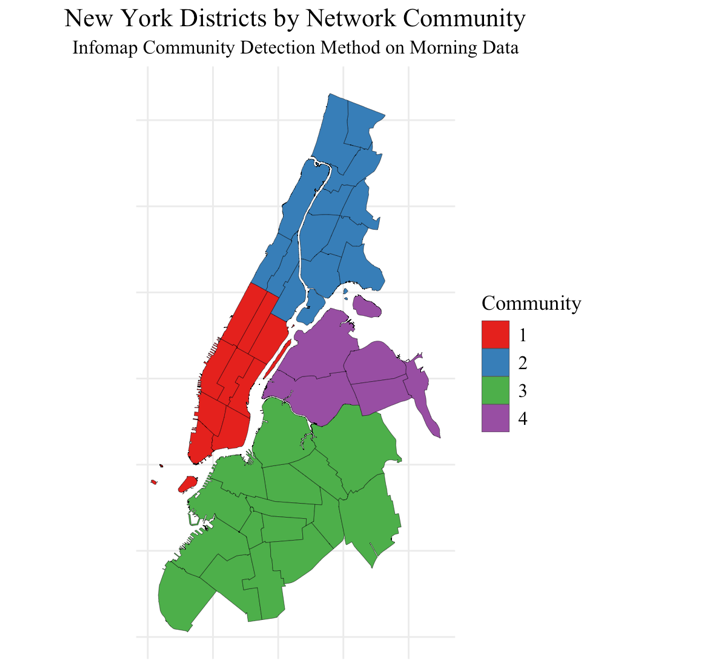 New York Districts by Network Community
Infomap Community Detection Method on Morning Data
Community
1
2
3
4